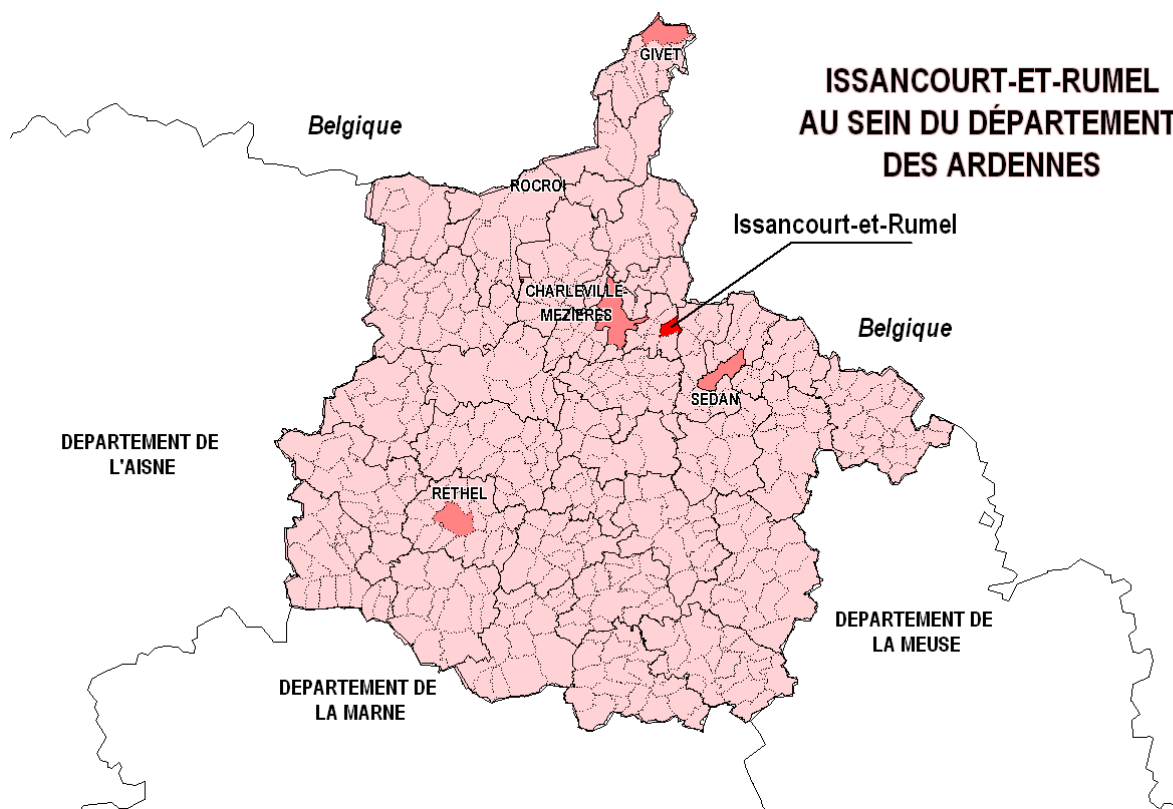 GIVET
ISSANCOURT-ET-RUMEL
AU SEIN DU DÉPARTEMENT
DES ARDENNES
Belgique
ROCROI
Issancourt-et-Rumel
CHARLEVILLE-
MEZIERES
Belgique
SEDAN
DEPARTEMENT DE
L'AISNE
RETHEL
DEPARTEMENT DE
LA MEUSE
DEPARTEMENT DE
LA MARNE